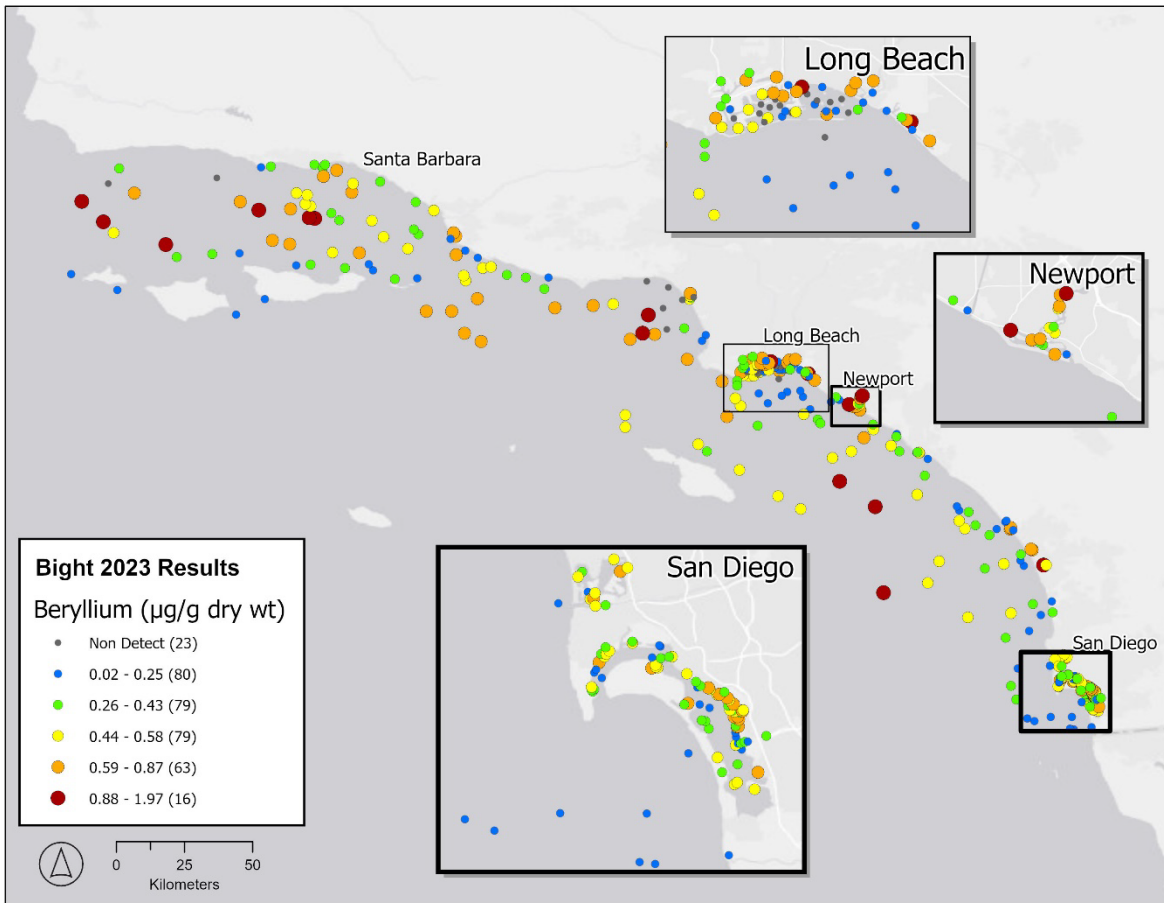 Long Beach
Santa Barbara
Newport
Long Beach
Newport
San Diego
San Diego
Bight 2023 Results
Beryllium (µg/g dry wt)
Non Detect (23)
0.02 - 0.25 (80)
0.26 - 0.43 (79)
0.44 - 0.58 (79)
0.59 - 0.87 (63)
0.88 - 1.97 (16)
0 25 50
Kilometers